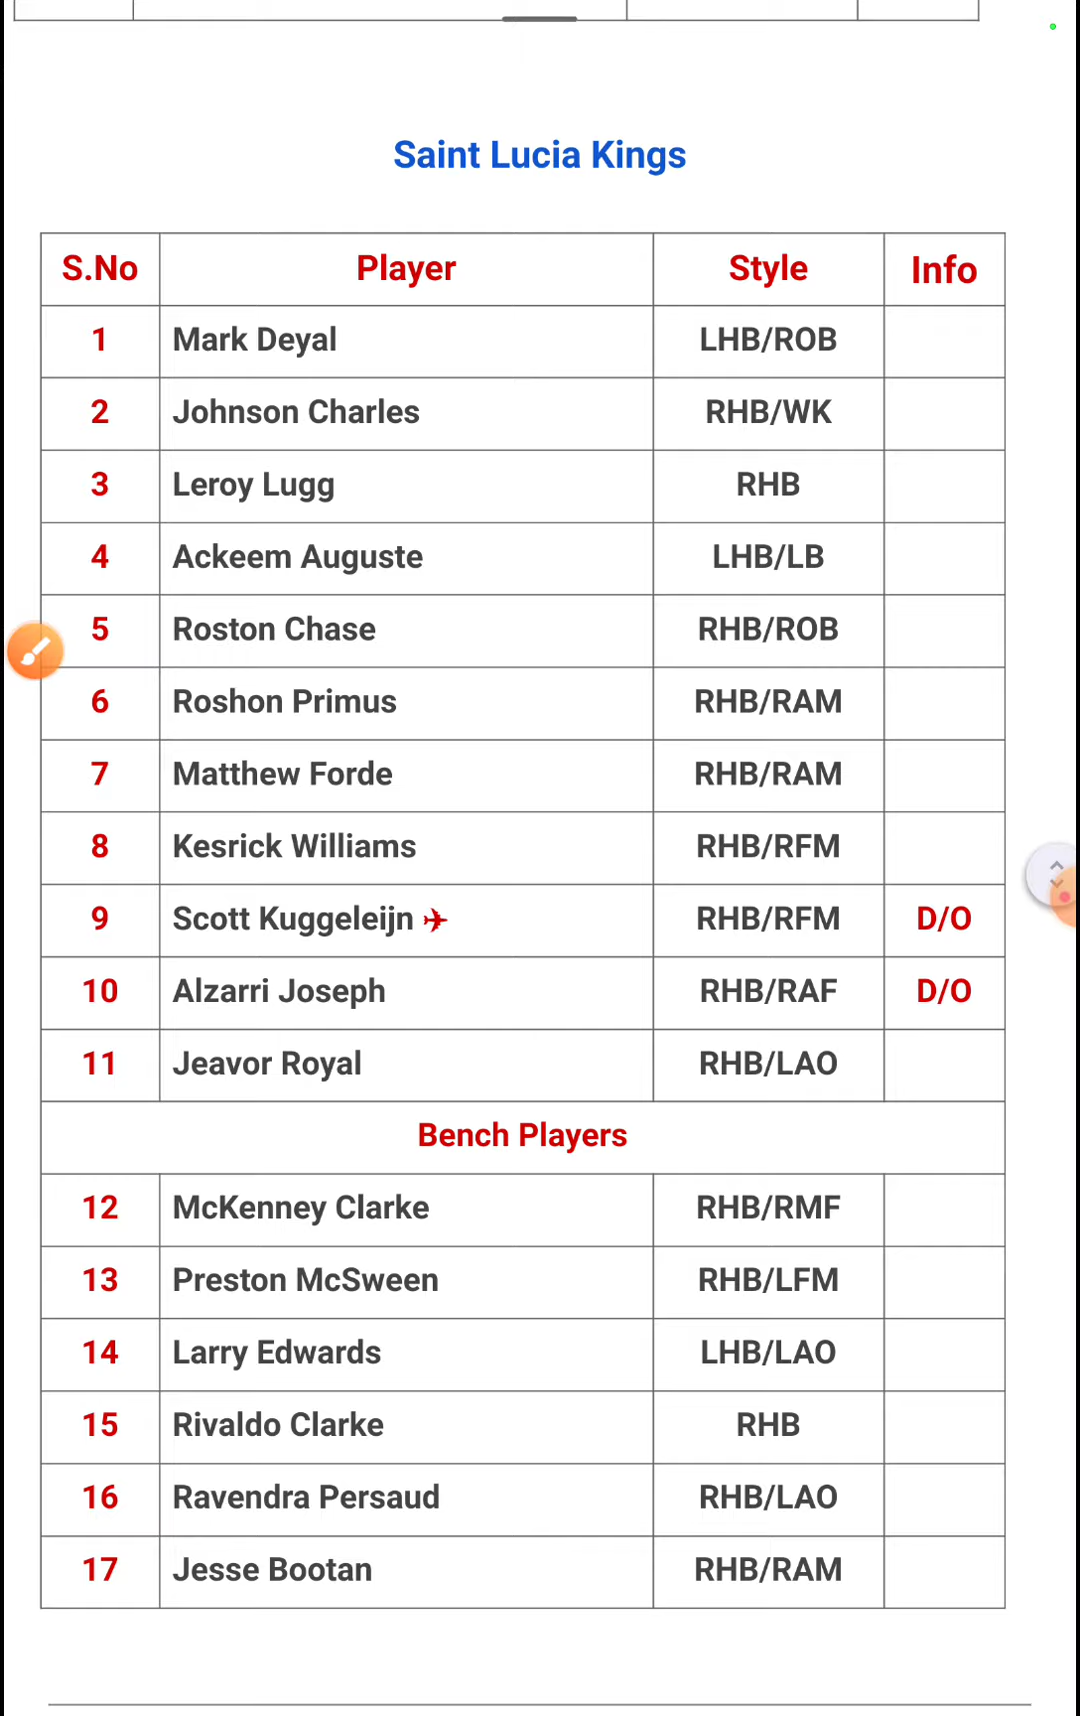 Saint Lucia Kings
S.No Player Style Info
1 Mark Deyal LHB/ROB
2 Johnson Charles RHB/WK
3 Leroy Lugg RHB
4 Ackeem Auguste LHB/LB
5 Roston Chase RHB/ROB
6 Roshon Primus RHB/RAM
7 Matthew Forde RHB/RAM
8 Kesrick Williams RHB/RFM
9 Scott Kuggeleijn ✈ RHB/RFM D/O
10 Alzarri Joseph RHB/RAF D/O
11 Jeavor Royal RHB/LAO
Bench Players
12 McKenney Clarke RHB/RMF
13 Preston McSween RHB/LFM
14 Larry Edwards LHB/LAO
15 Rivaldo Clarke RHB
16 Ravendra Persaud RHB/LAO
17 Jesse Bootan RHB/RAM